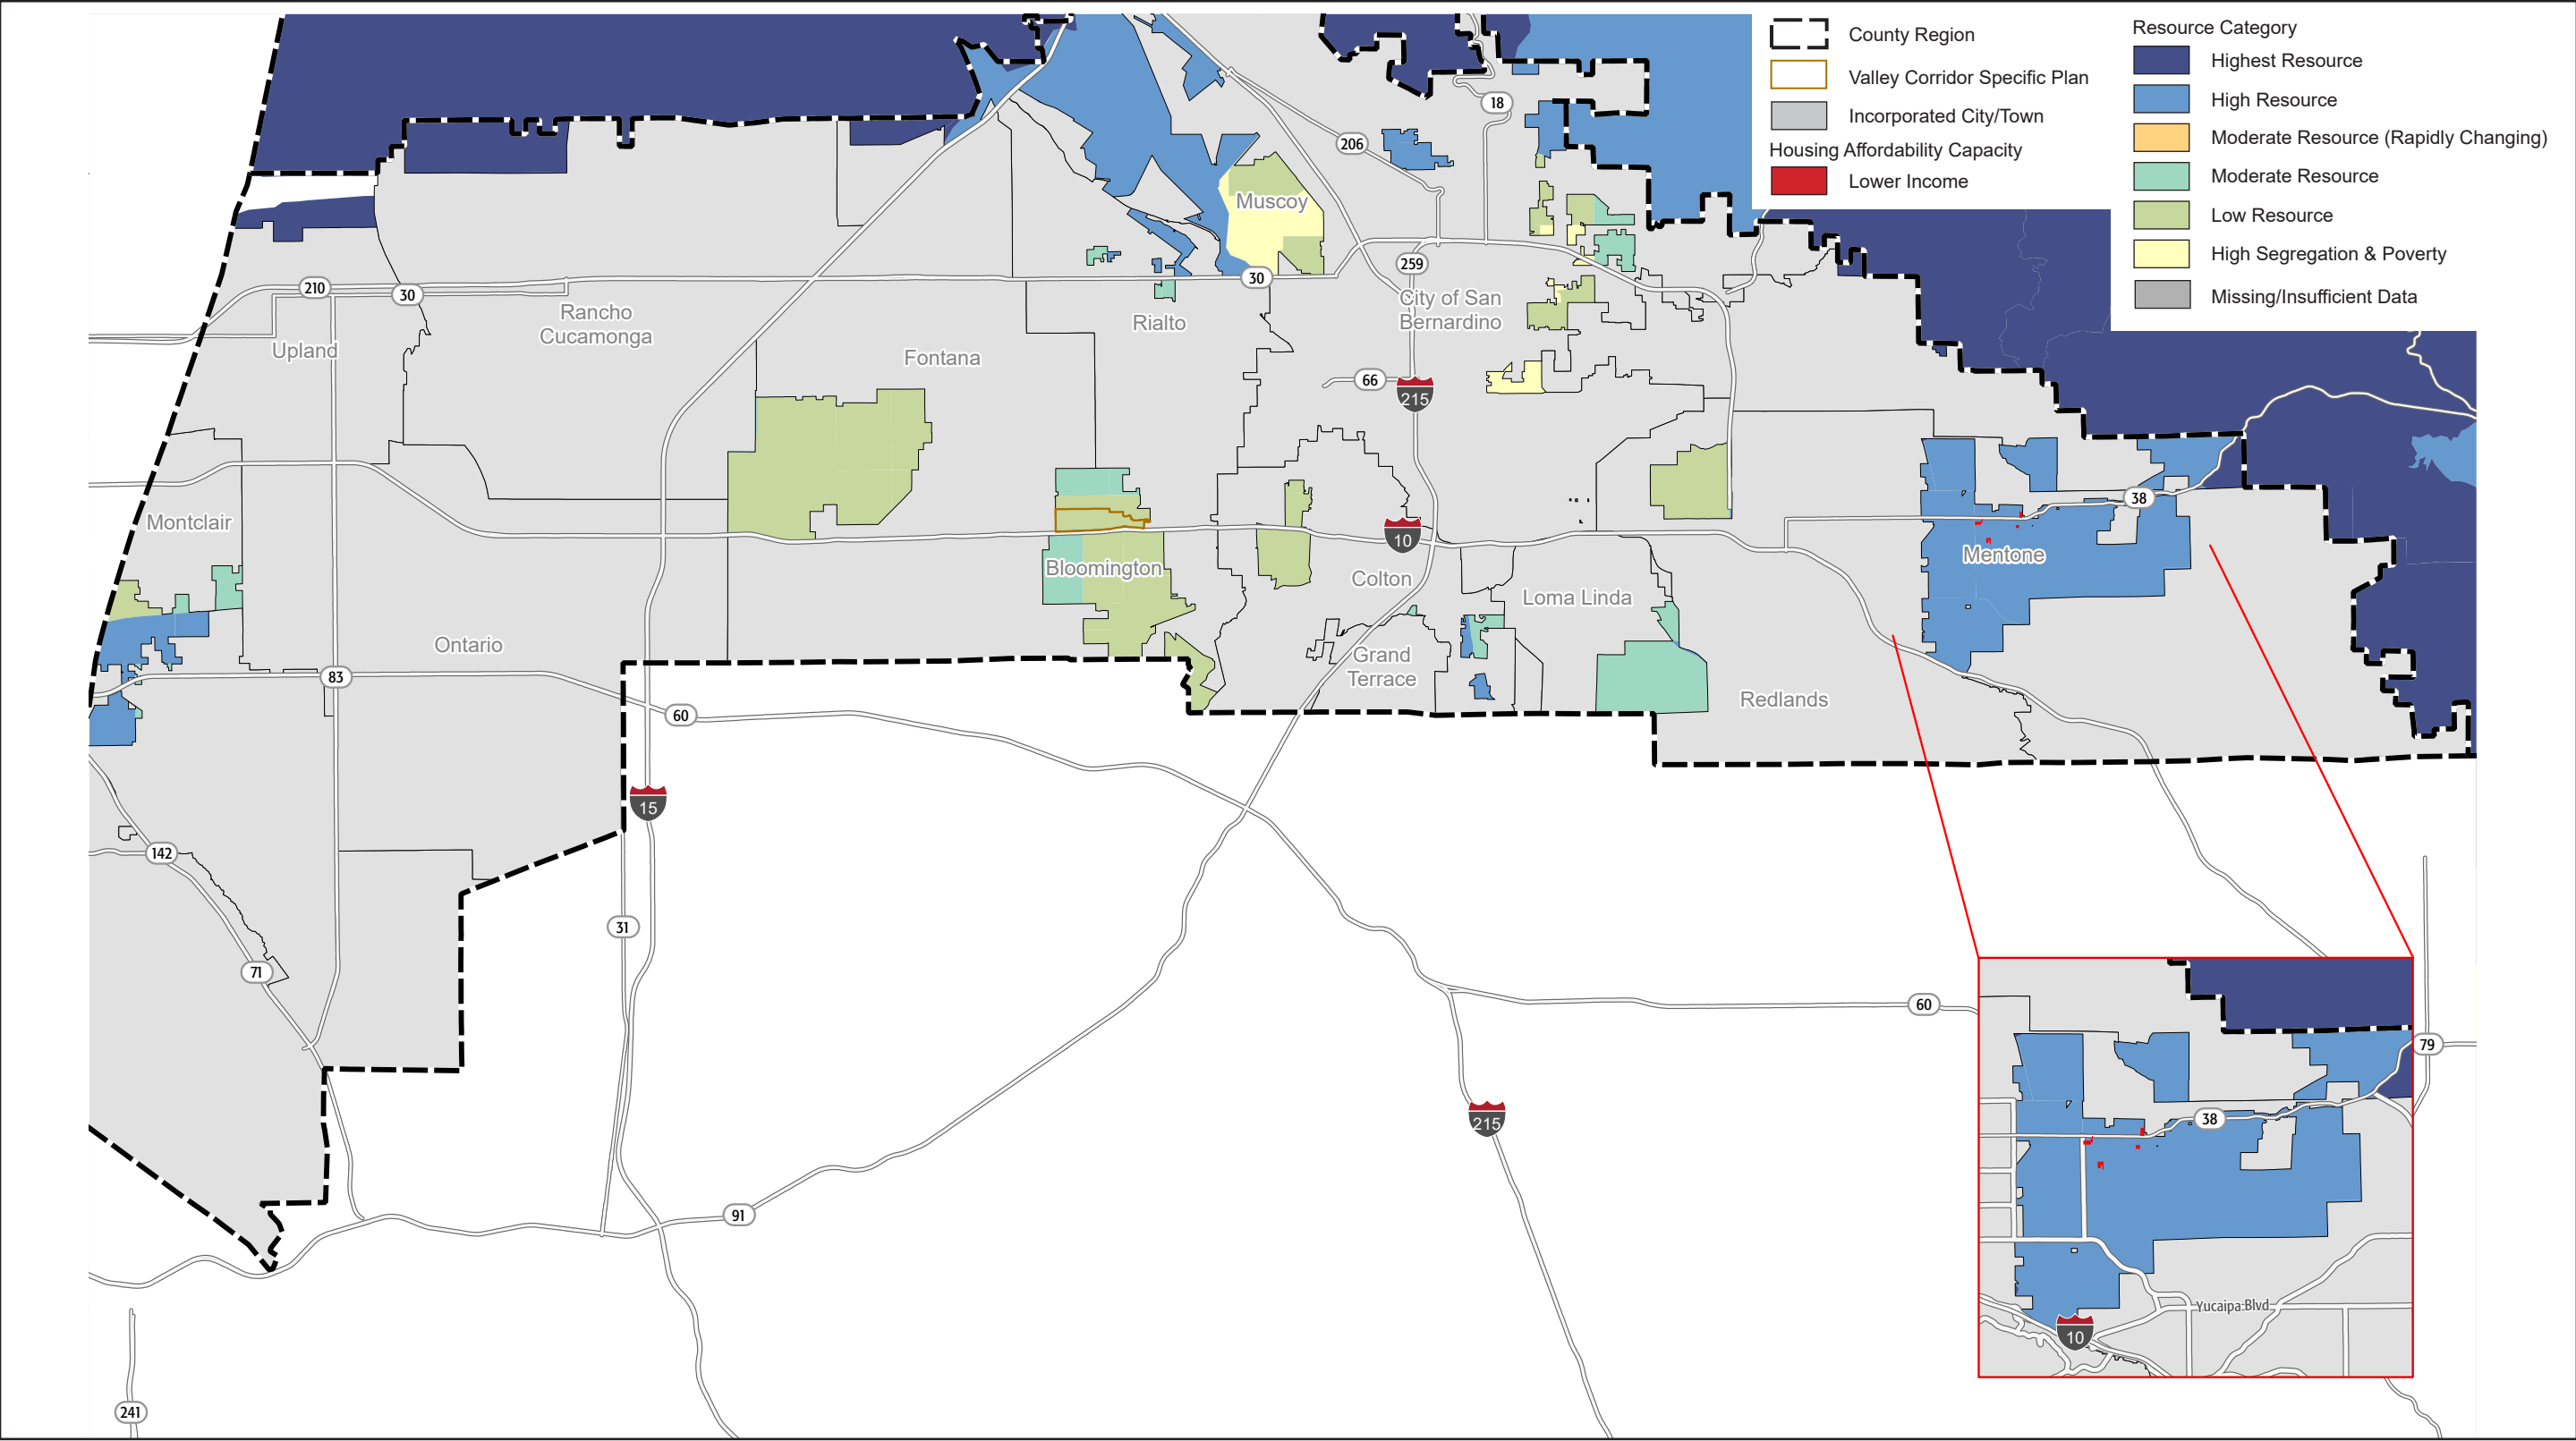 County Region
Valley Corridor Specific Plan
Incorporated City/Town
Housing Affordability Capacity
Lower Income
Resource Category
Highest Resource
High Resource
Moderate Resource (Rapidly Changing)
Moderate Resource
Low Resource
High Segregation & Poverty
Missing/Insufficient Data
18
206
Muscoy
259
30
210
30
City of San
Bernardino
Rancho
Cucamonga
Rialto
Upland
Fontana
66
215
38
Montclair
10
Mentone
Bloomington
Colton
Loma Linda
Ontario
Grand
Terrace
83
Redlands
60
15
142
31
71
60
79
215
38
91
Yucaipa Blvd
10
241